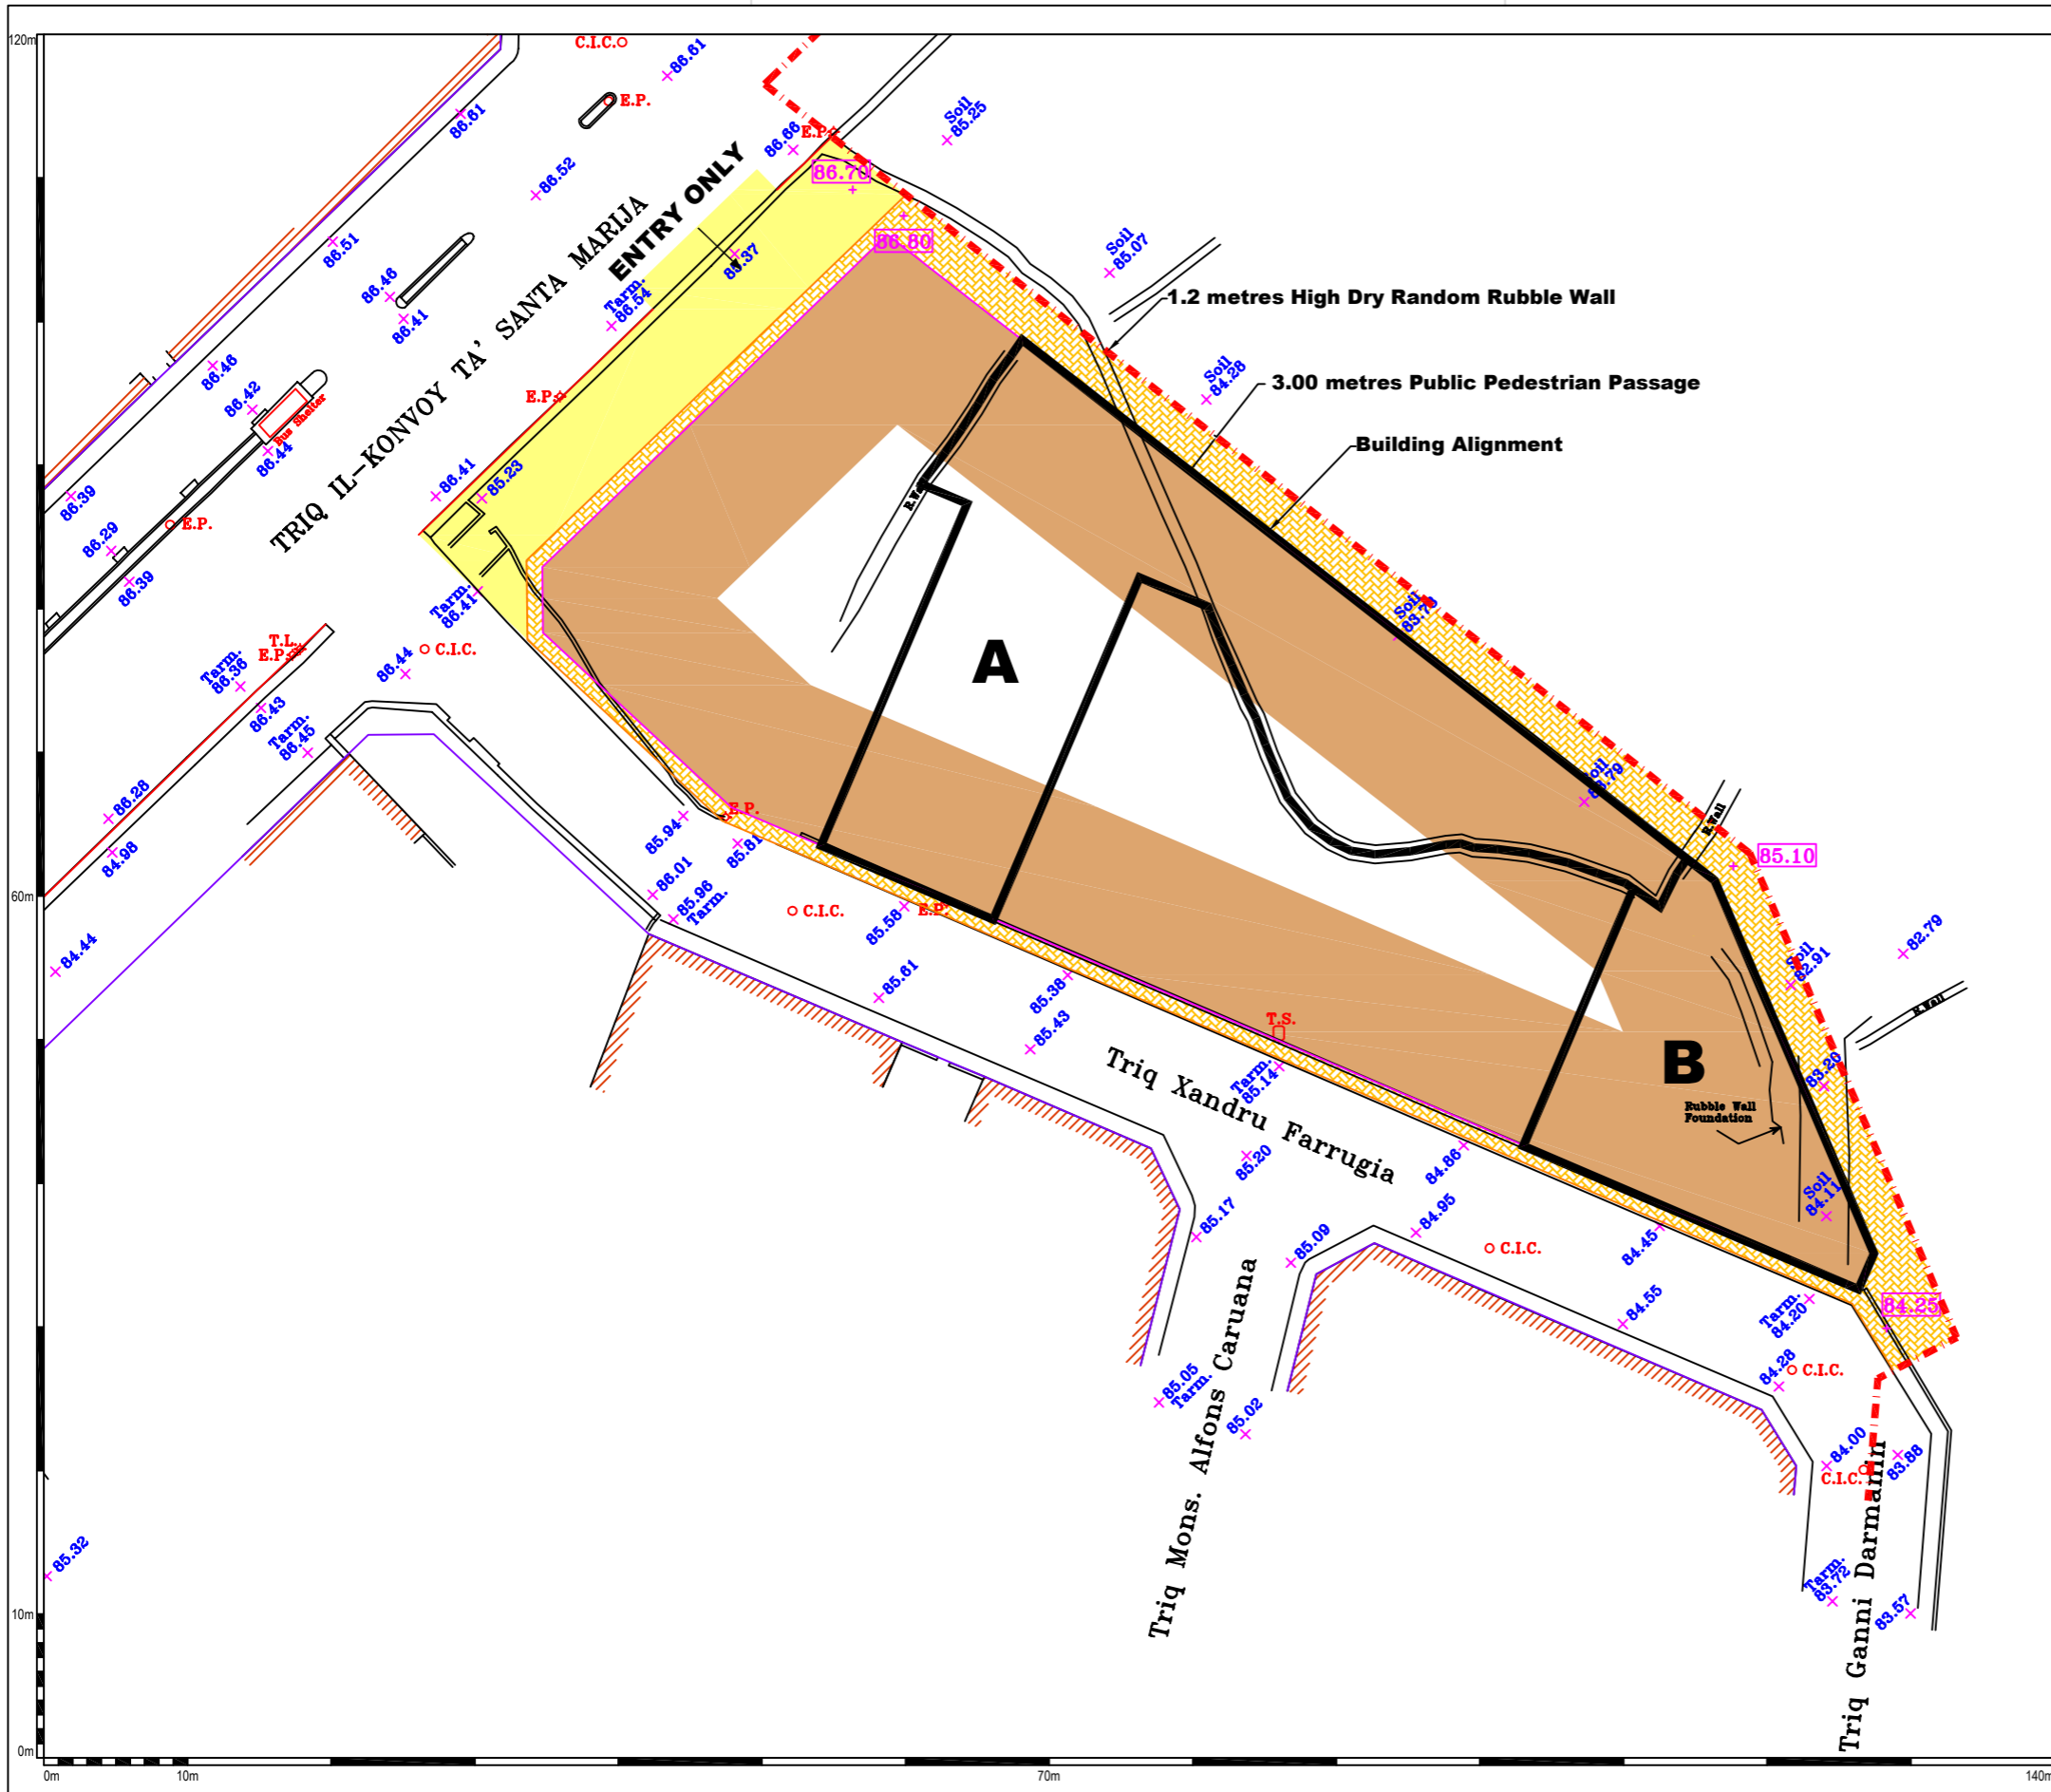 120m
C.I.C.
86.61
E.P.
86.61
Soil
85.25
86.66
E.P.
86.70
86.52
ENTRY ONLY
TRIQ IL-KONVOY TA' SANTA MARIJA
86.80
86.51
85.37
Soil
85.07
86.46
86.41
Tarm.
86.54
1.2 metres High Dry Random Rubble Wall
86.46
86.42
Bus Shelter
86.44
E.P.
Soil
84.28
3.00 metres Public Pedestrian Passage
Building Alignment
86.39
86.41
85.23
86.29
E.P.
86.39
Tarm.
86.41
T.L.
E.P.
C.I.C.
Tarm.
86.36
86.44
86.43
Tarm.
86.45
A
Soil
83.73
86.28
84.98
85.94
E.P.
85.81
R.Wall
85.10
86.01
85.96
Tarm.
C.I.C.
85.58
E.P.
60m
84.44
85.61
85.38
85.43
Soil
82.91
82.79
T.S.
Tarm.
85.14
Triq Xandru Farrugia
B
83.20
Rubble Wall
Foundation
85.20
84.86
Soil
84.11
85.17
84.95
85.09
C.I.C.
84.45
84.55
Tarm.
84.20
84.25
84.28
C.I.C.
85.05
Tarm.
85.02
Triq Mons. Alfons Caruana
84.00
83.88
C.I.C.
85.32
Tarm.
83.72
83.57
Triq Ganni Darmanin
10m
0m
0m
10m
70m
140m